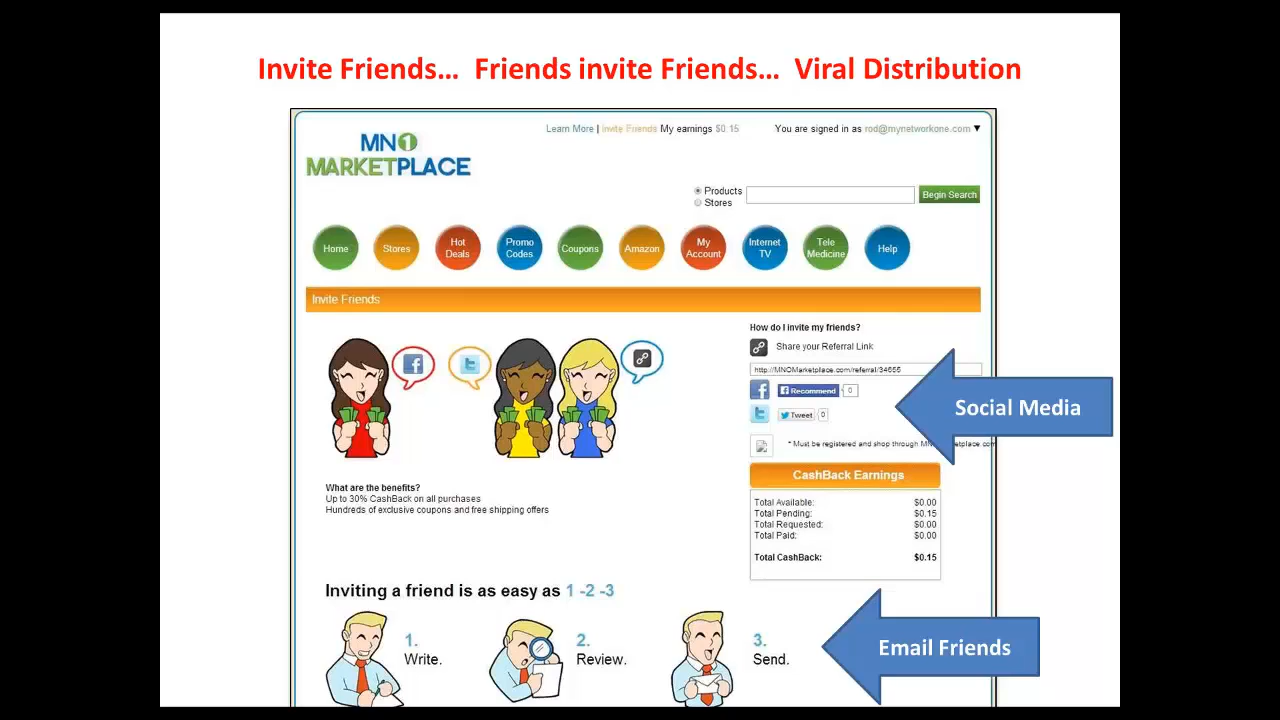 Invite Friends… Friends invite Friends… Viral Distribution
Learn More | invite Friends My earnings $0.15 You are signed in as rod@mynetworkone.com ▼
MN1
MARKETPLACE
Products
Stores
Begin Search
Home
Stores
Hot Deals
Promo Codes
Coupons
Amazon
My Account
Internet TV
Tele Medicine
Help
Invite Friends
How do I invite my friends?
Share your Referral Link
http://MNOMarketplace.com/referral/34655
Recommend 0
Tweet 0
* Must be registered and shop through
Social Media
What are the benefits?
Up to 30% CashBack on all purchases
Hundreds of exclusive coupons and free shipping offers
CashBack Earnings
Total Available: $0.00
Total Pending: $0.15
Total Requested: $0.00
Total Paid: $0.00
Total CashBack: $0.15
Inviting a friend is as easy as 1 -2 -3
1.
Write.
2.
Review.
3.
Send.
Email Friends